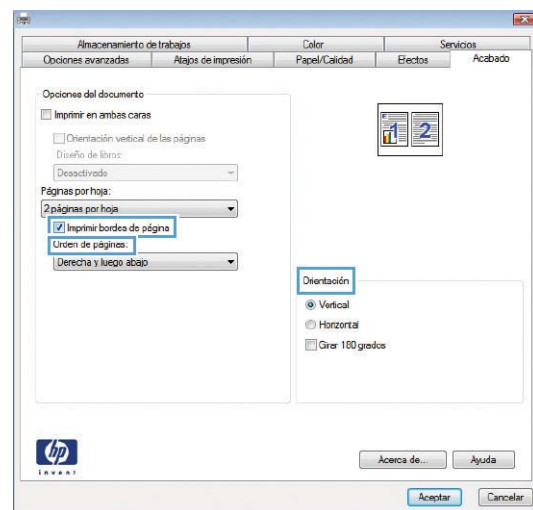 Almacenamiento de trabajos Color Servicios
Opciones avanzadas Atajos de impresión Papel/Calidad Efectos Acabado
Opciones del documento
Imprimir en ambas caras
Orientación vertical de las páginas
Diseño de libros:
Desactivado
Páginas por hoja:
2 páginas por hoja
Imprimir bordes de página
Orden de páginas:
Derecha y luego abajo
1 2
Orientación
Vertical
Horizontal
Girar 180 grados
hp
invent
Acerca de... Ayuda
Aceptar Cancelar